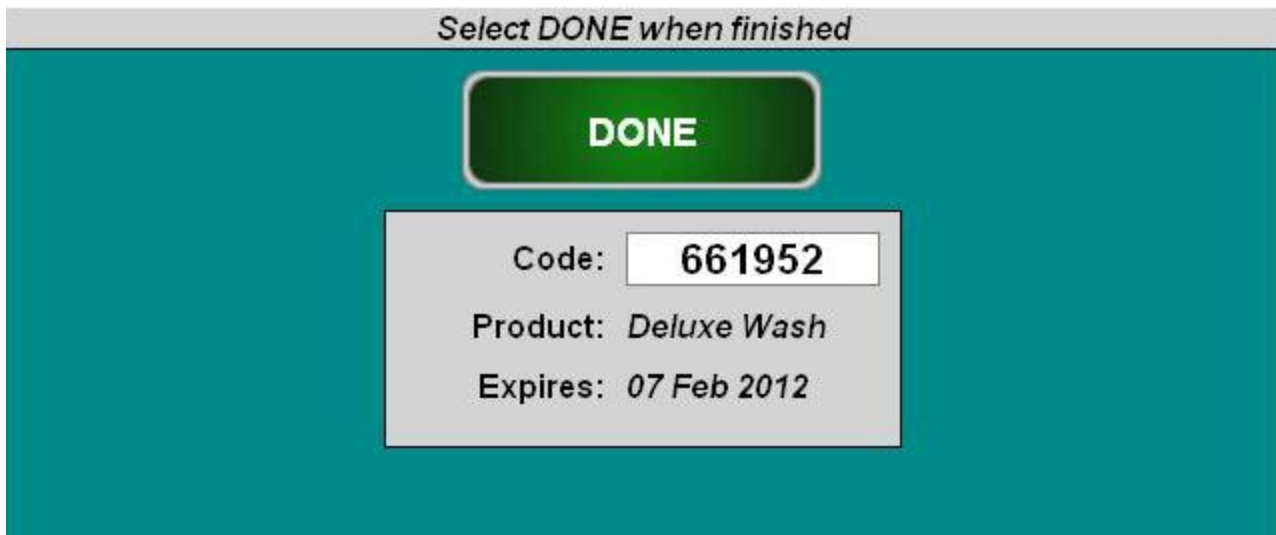 Select DONE when finished
DONE
Code: 661952
Product: Deluxe Wash
Expires: 07 Feb 2012